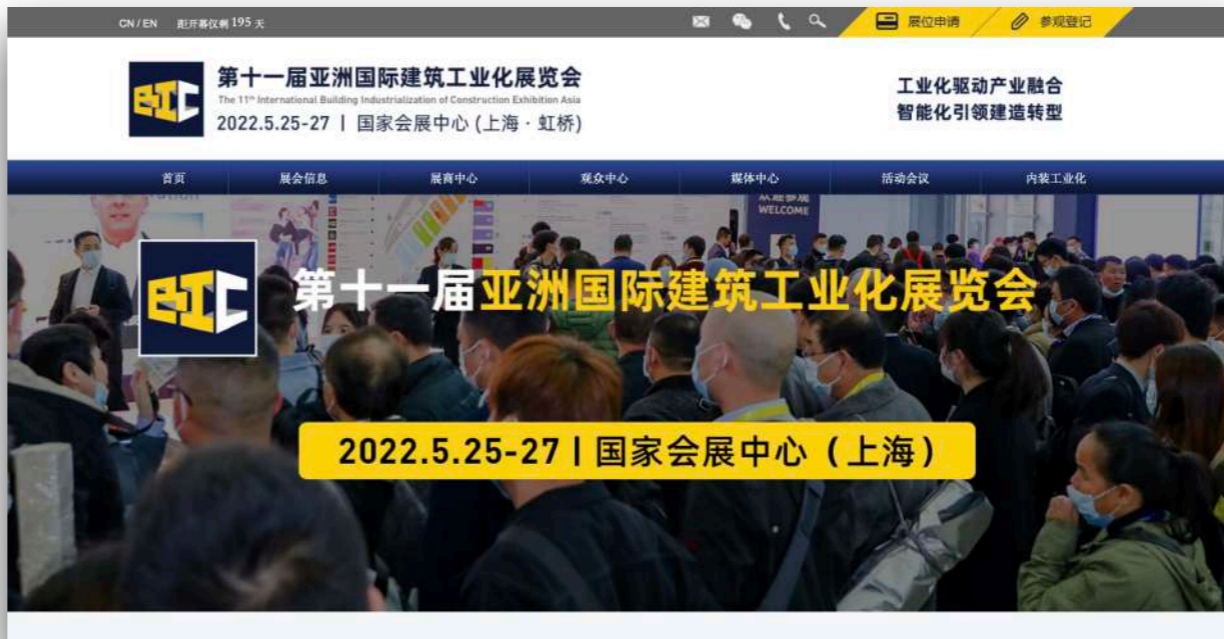 CN / EN 距开幕仅剩 195 天
展位申请
参观登记
BIC
第十一届亚洲国际建筑工业化展览会
The 11th International Building Industrialization of Construction Exhibition Asia
2022.5.25-27 | 国家会展中心 (上海 · 虹桥)
工业化驱动产业融合
智能化引领建造转型
首页 展会信息 展商中心 观众中心 媒体中心 活动会议 内装工业化
欢迎参观
WELCOME
BIC
第十一届亚洲国际建筑工业化展览会
2022.5.25-27 | 国家会展中心（上海）